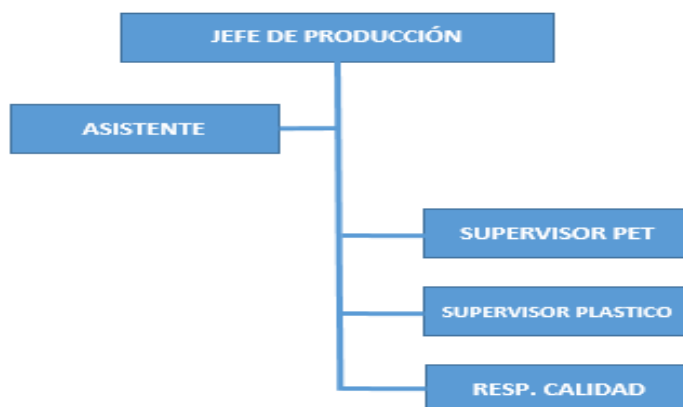 JEFE DE PRODUCCIÓN
ASISTENTE
SUPERVISOR PET
SUPERVISOR PLASTICO
RESP. CALIDAD